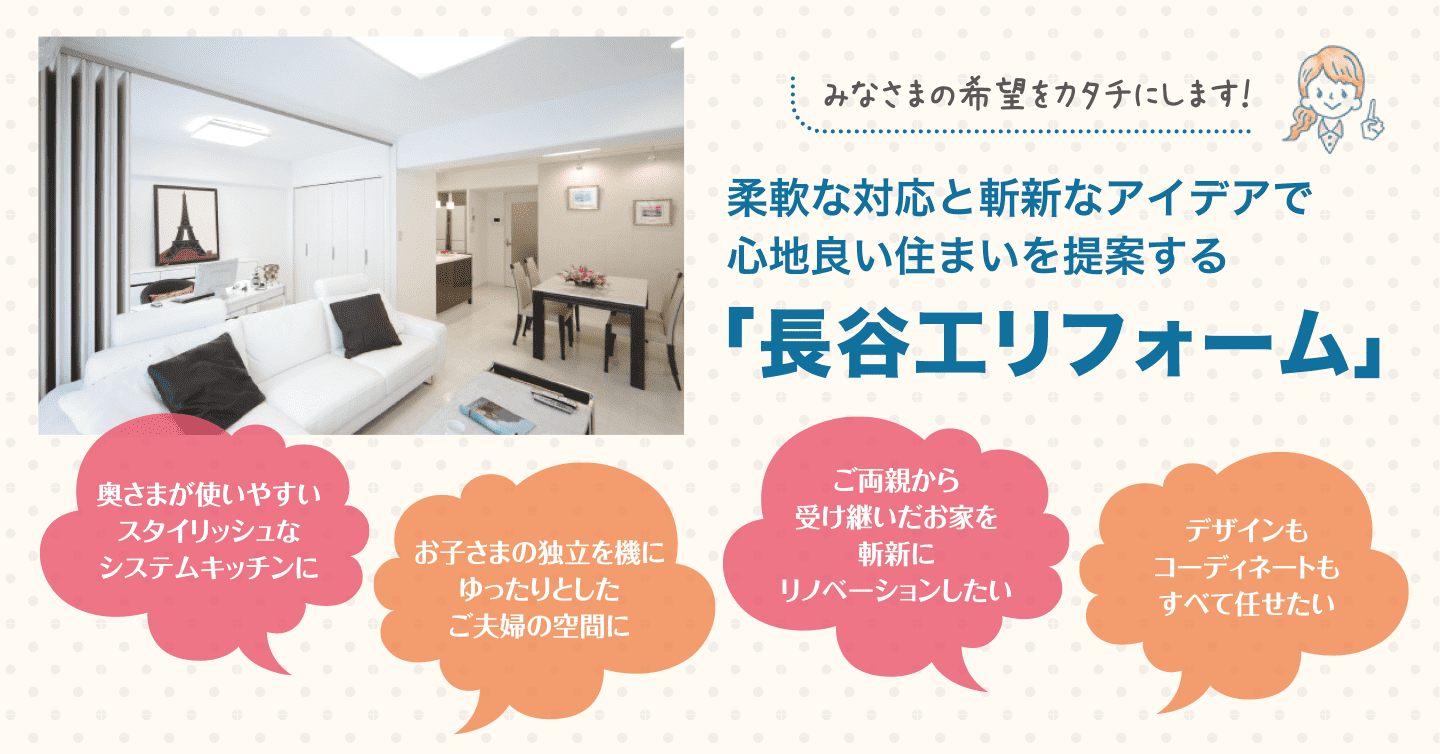 みなさまの希望をカタチにします!
柔軟な対応と斬新なアイデアで
心地良い住まいを提案する
「長谷工リフォーム」
奥さまが使いやすい
スタイリッシュな
システムキッチンに
お子さまの独立を機に
ゆったりとした
ご夫婦の空間に
ご両親から
受け継いだお家を
斬新に
リノベーションしたい
デザインも
コーディネートも
すべて任せたい